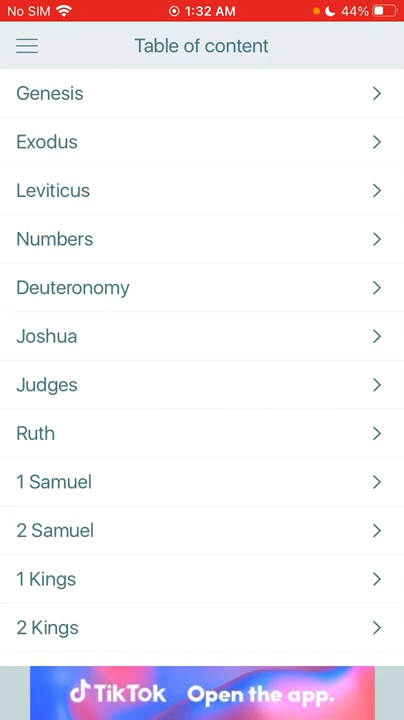 No SIM 1:32 AM 44%
Table of content
Genesis
Exodus
Leviticus
Numbers
Deuteronomy
Joshua
Judges
Ruth
1 Samuel
2 Samuel
1 Kings
2 Kings
TikTok Open the app.